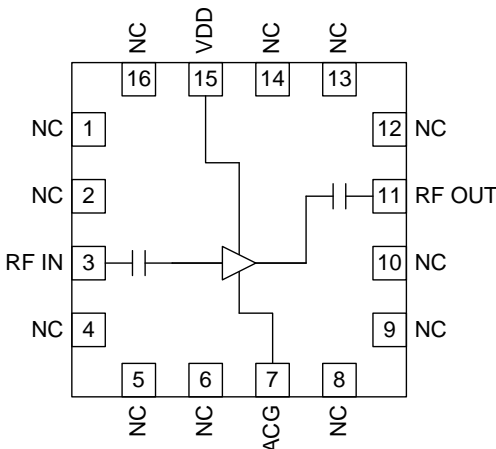 NC
VDD
NC
NC
16
15
14
13
NC 1
12 NC
NC 2
11 RF OUT
RF IN 3
10 NC
NC 4
9 NC
5
6
7
8
NC
NC
ACG
NC